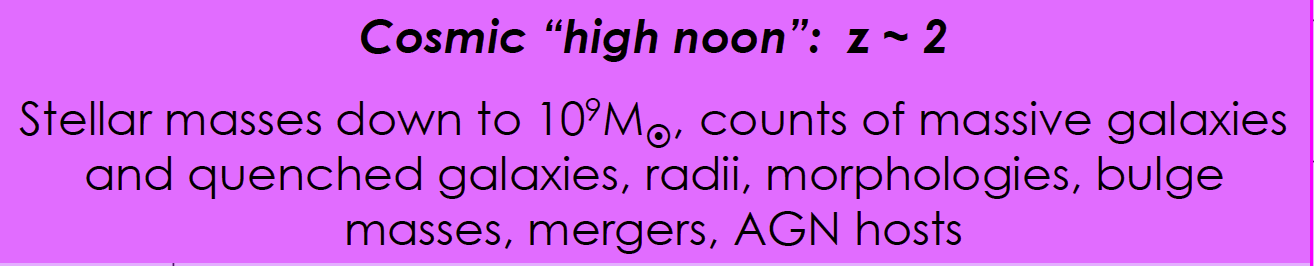 Cosmic “high noon”: z ~ 2
Stellar masses down to 10⁹M☉, counts of massive galaxies
and quenched galaxies, radii, morphologies, bulge
masses, mergers, AGN hosts